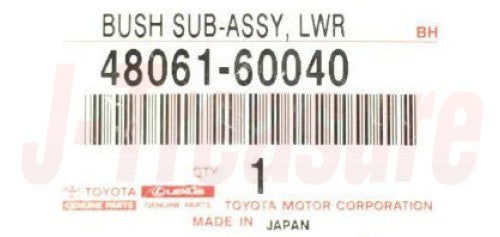 BUSH SUB-ASSY, LWR BH
48061-60040
J-Treasure
QTY 1
TOYOTA Lexus
GENUINE PARTS GENUINE PARTS TOYOTA MOTOR CORPORATION
MADE IN JAPAN